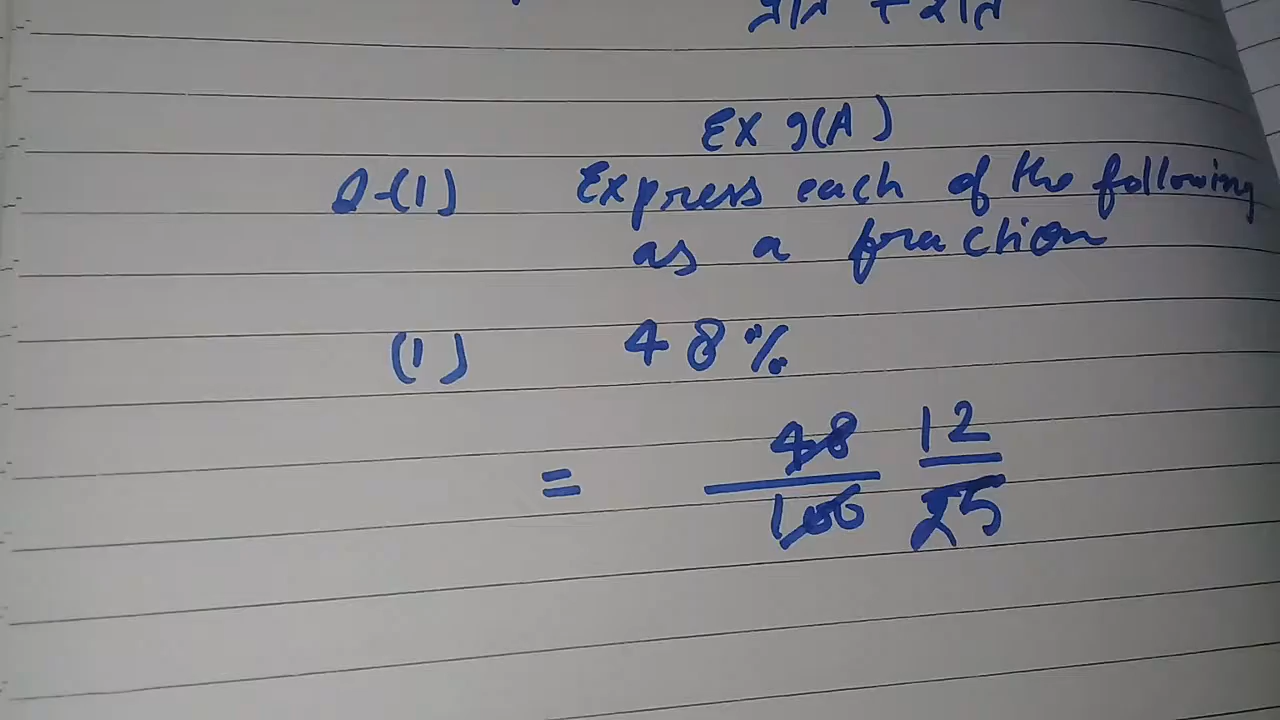 Ex 9(A)
Q-(1) Express each of the following
as a fraction
(1) 48%
= 48/100 12/25